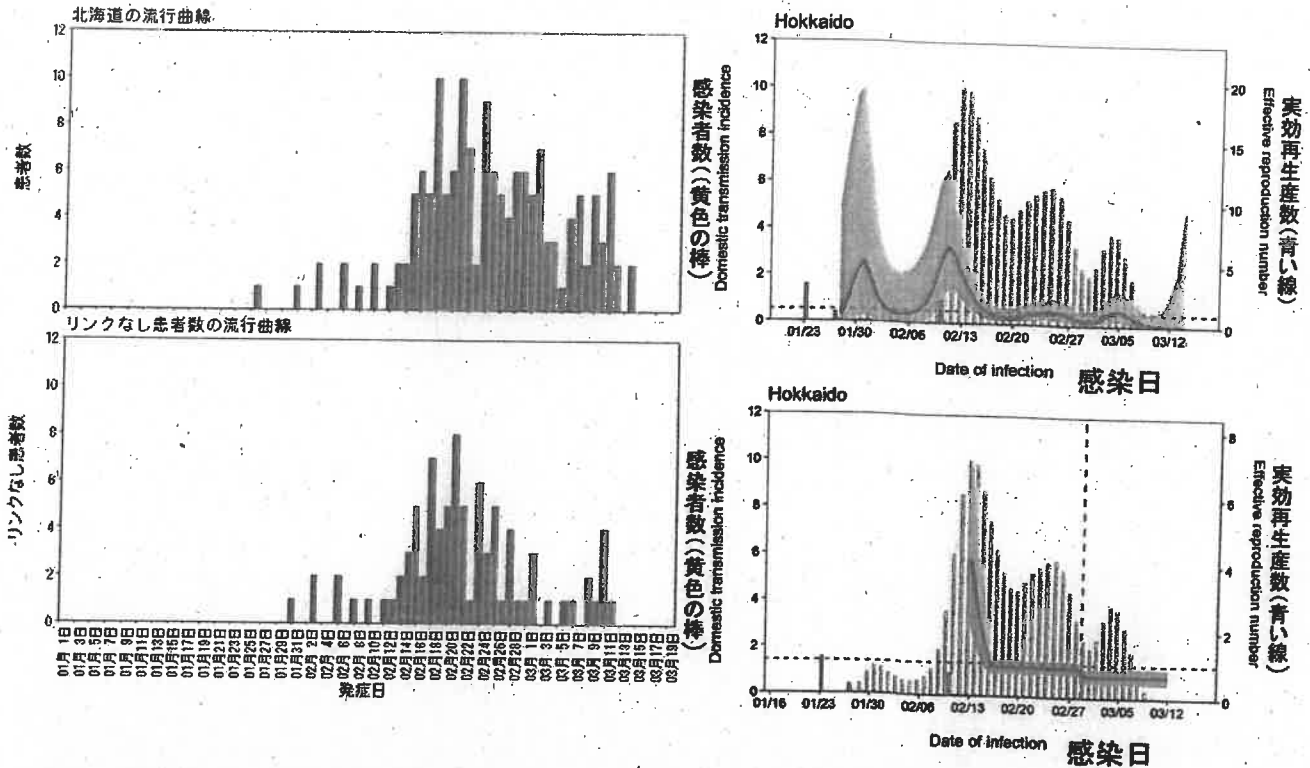 北海道の流行曲線
12
10
8
6
4
2
0
患者数
リンクなし患者数の流行曲線
12
10
8
6
4
2
0
リンクなし患者数
01月 1日
01月 3日
01月 5日
01月 7日
01月 9日
01月11日
01月13日
01月15日
01月17日
01月19日
01月21日
01月23日
01月25日
01月27日
01月29日
01月31日
02月 2日
02月 4日
02月 6日
02月 8日
02月10日
02月12日
02月14日
02月16日
02月18日
02月20日
02月22日
02月24日
02月26日
02月28日
03月 1日
03月 3日
03月 5日
03月 7日
03月 9日
03月11日
03月13日
03月15日
03月17日
03月19日
発症日
Hokkaido
感染者数(黄色の棒)
Domestic transmission incidence
12
10
8
6
4
2
0
20
15
10
5
0
Effective reproduction number
実効再生産数(青い線)
01/23 01/30 02/06 02/13 02/20 02/27 03/05 03/12
Date of infection 感染日
Hokkaido
感染者数(黄色の棒)
Domestic transmission incidence
12
10
8
6
4
2
0
8
6
4
2
0
Effective reproduction number
実効再生産数(青い線)
01/16 01/23 01/30 02/06 02/13 02/20 02/27 03/05 03/12
Date of infection 感染日